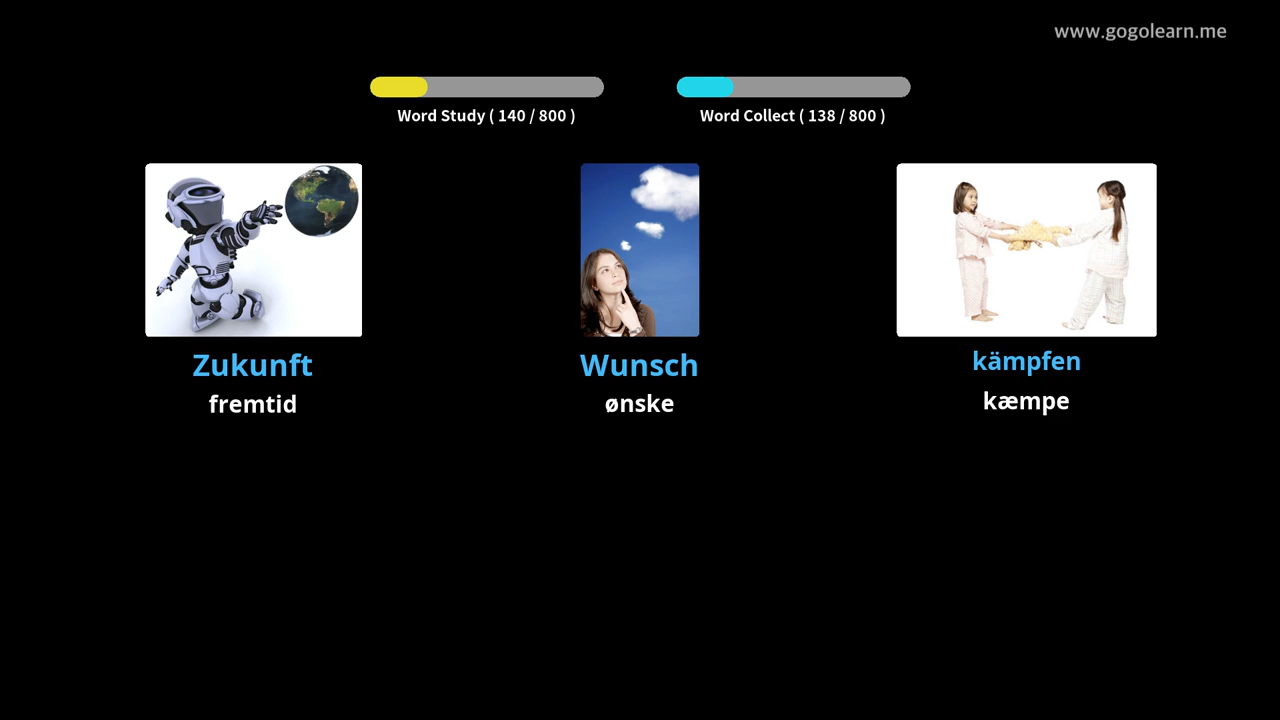 www.gogolearn.me
Word Study ( 140 / 800 )
Word Collect ( 138 / 800 )
Zukunft
fremtid
Wunsch
ønske
kämpfen
kæmpe